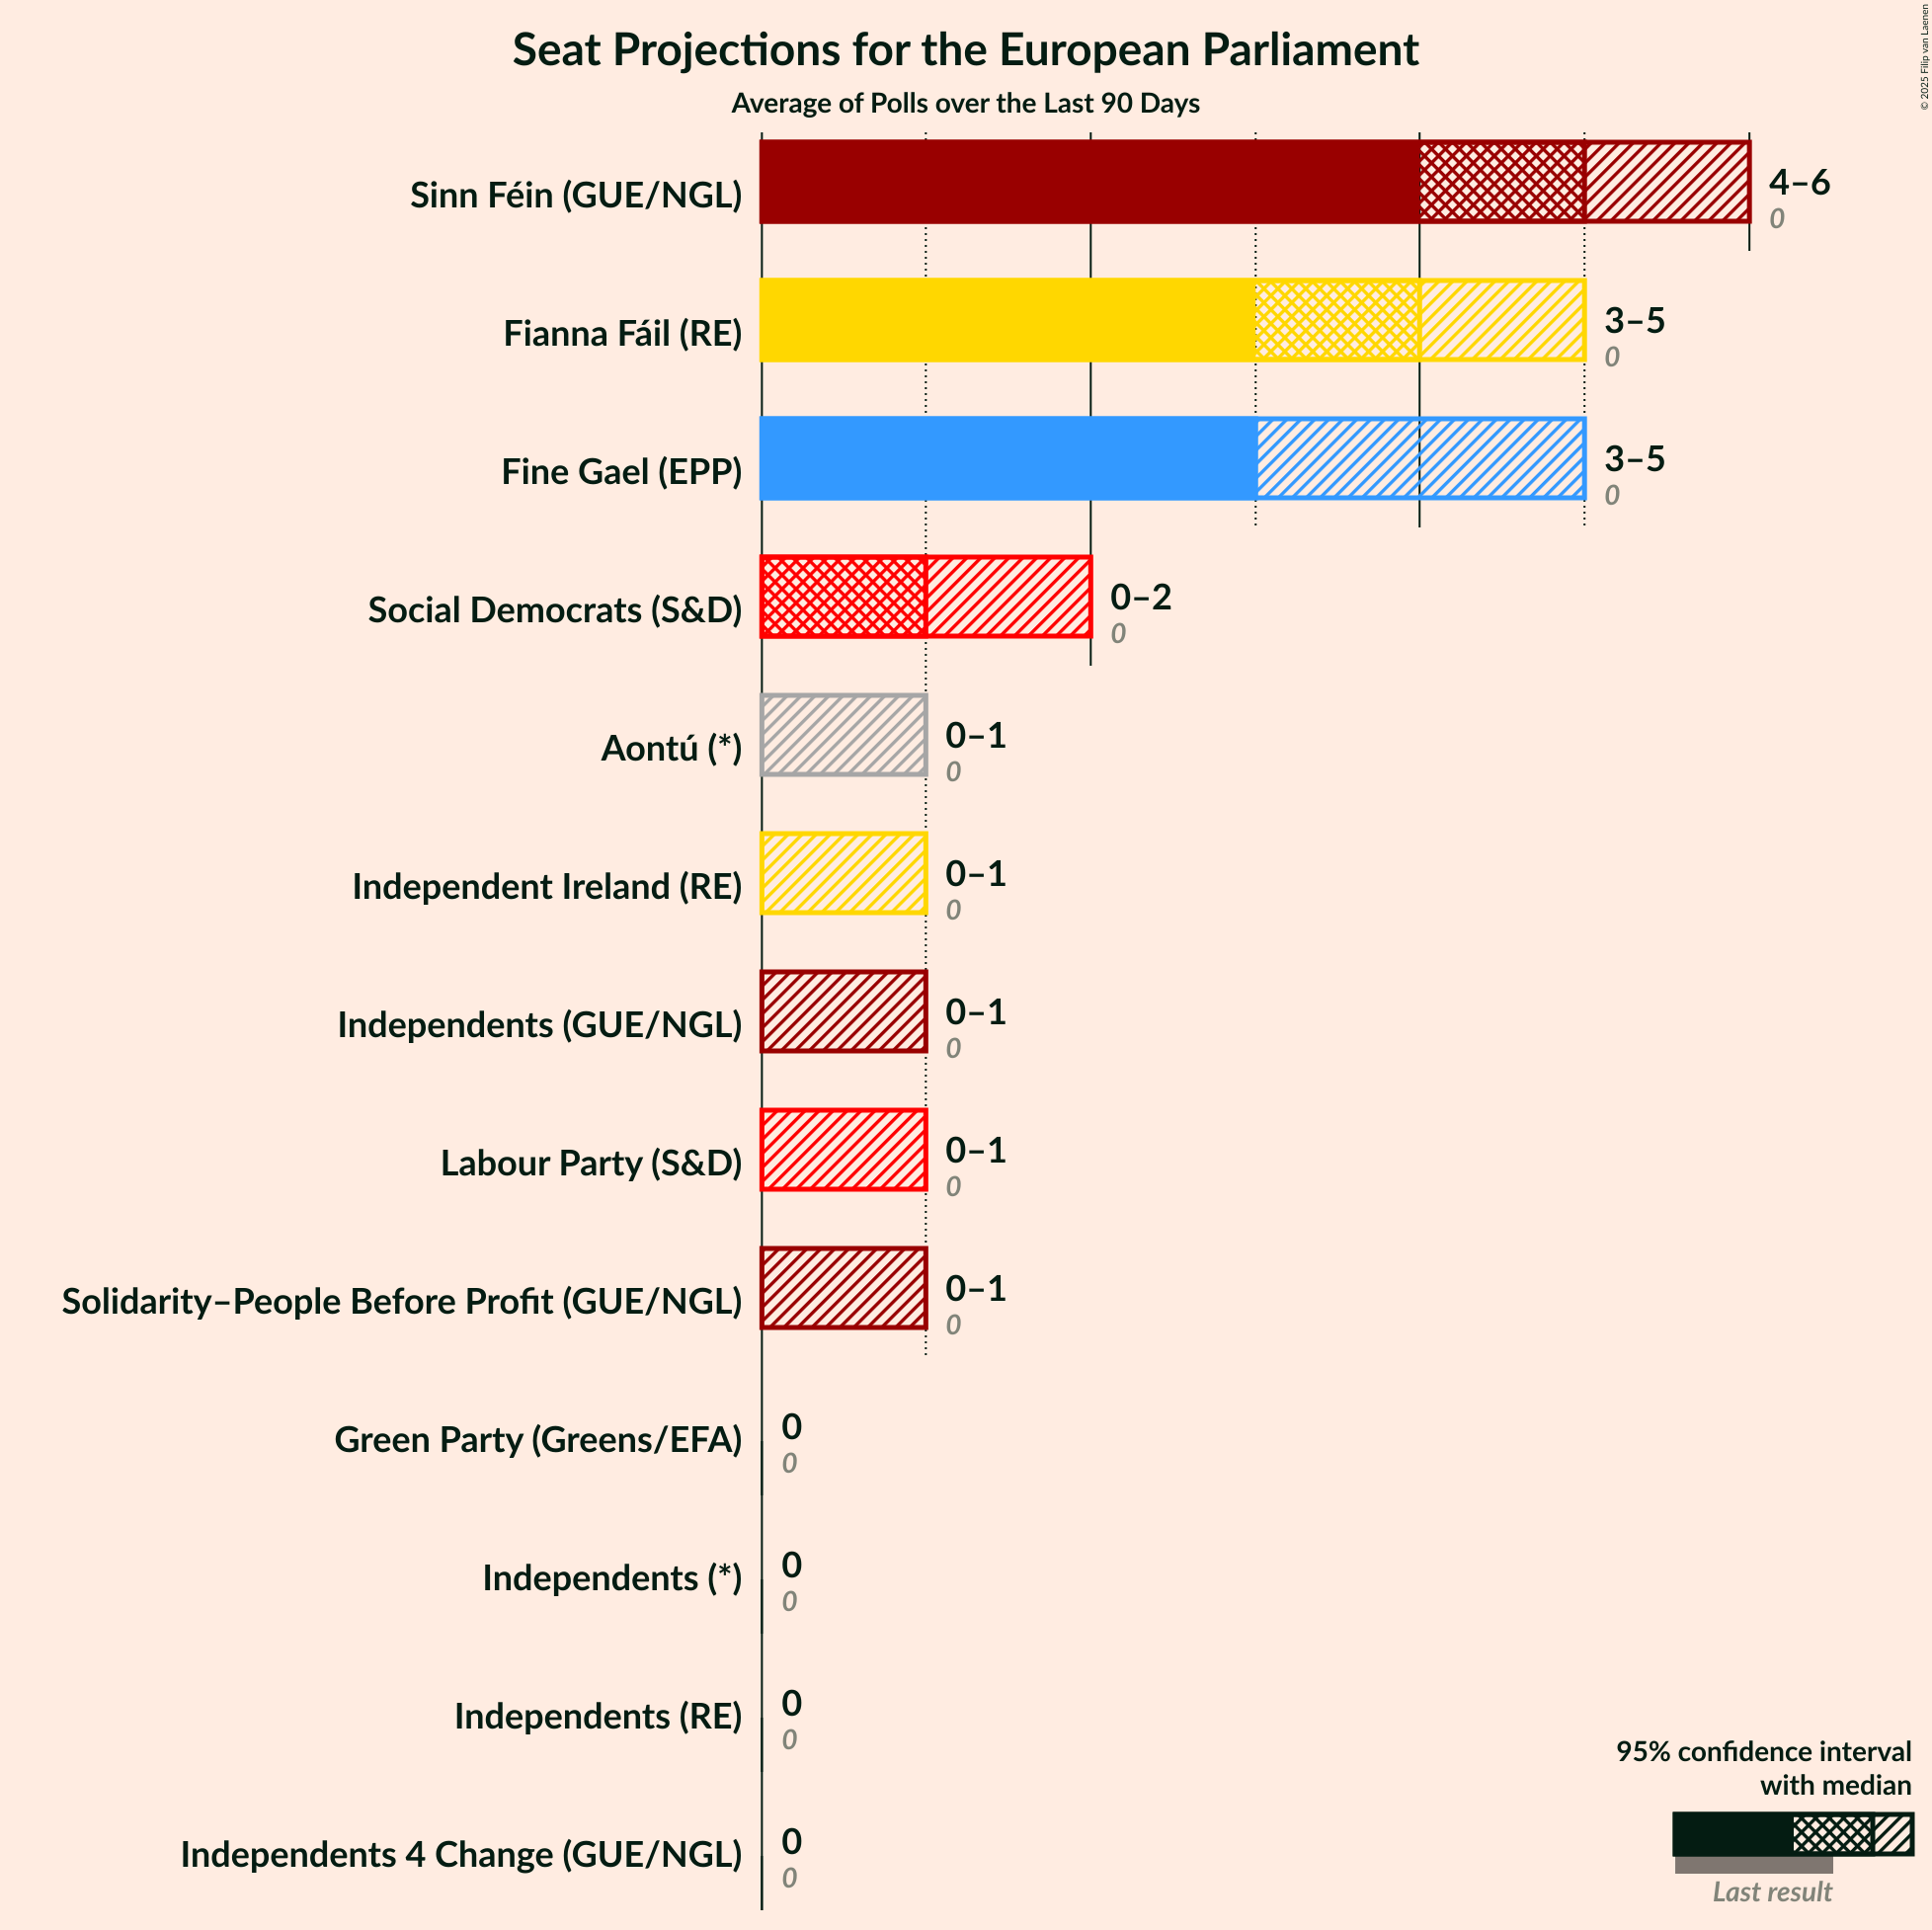 Seat Projections for the European Parliament
Average of Polls over the Last 90 Days
© 2025 Filip van Laenen
Sinn Féin (GUE/NGL)
4–6
0
Fianna Fáil (RE)
3–5
0
Fine Gael (EPP)
3–5
0
Social Democrats (S&D)
0–2
0
Aontú (*)
0–1
0
Independent Ireland (RE)
0–1
0
Independents (GUE/NGL)
0–1
0
Labour Party (S&D)
0–1
0
Solidarity–People Before Profit (GUE/NGL)
0–1
0
Green Party (Greens/EFA)
0
0
Independents (*)
0
0
Independents (RE)
0
0
Independents 4 Change (GUE/NGL)
0
0
95% confidence interval
with median
Last result